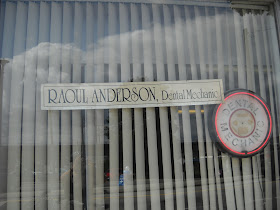 RAOUL ANDERSON, Dental Mechanic
DENTAL
MECHANIC